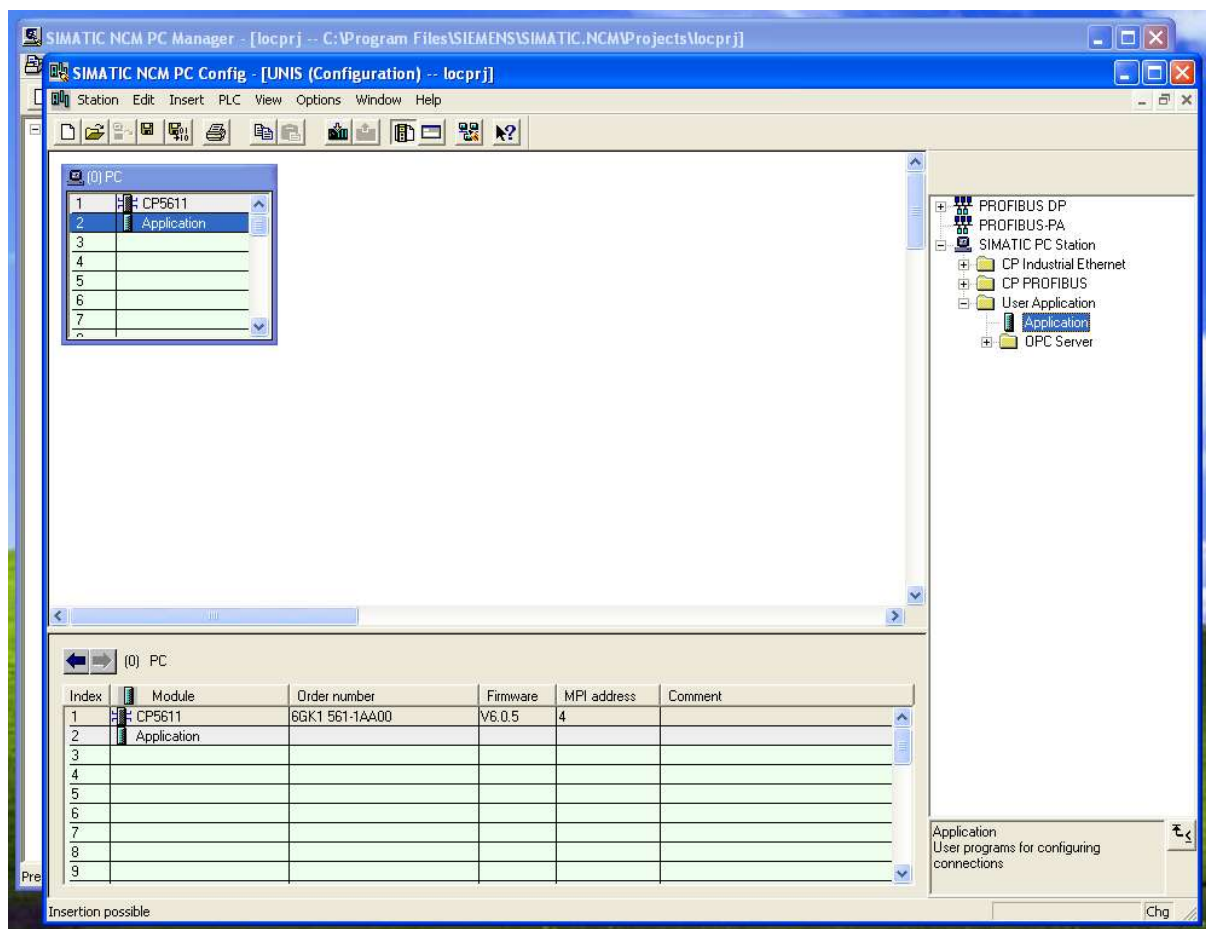 SIMATIC NCM PC Manager - [locprj -- C:\Program Files\SIEMENS\SIMATIC.NCM\Projects\locprj]
SIMATIC NCM PC Config - [UNIS (Configuration) -- locprj]
Station Edit Insert PLC View Options Window Help
(0) PC
1 CP5611
2 Application
3
4
5
6
7
PROFIBUS DP
PROFIBUS-PA
SIMATIC PC Station
CP Industrial Ethernet
CP PROFIBUS
User Application
Application
OPC Server
(0) PC
Index Module Order number Firmware MPI address Comment
1 CP5611 6GK1 561-1AA00 V6.0.5 4
2 Application
3
4
5
6
7
8
9
Application
User programs for configuring
connections
Pre
Insertion possible Chg